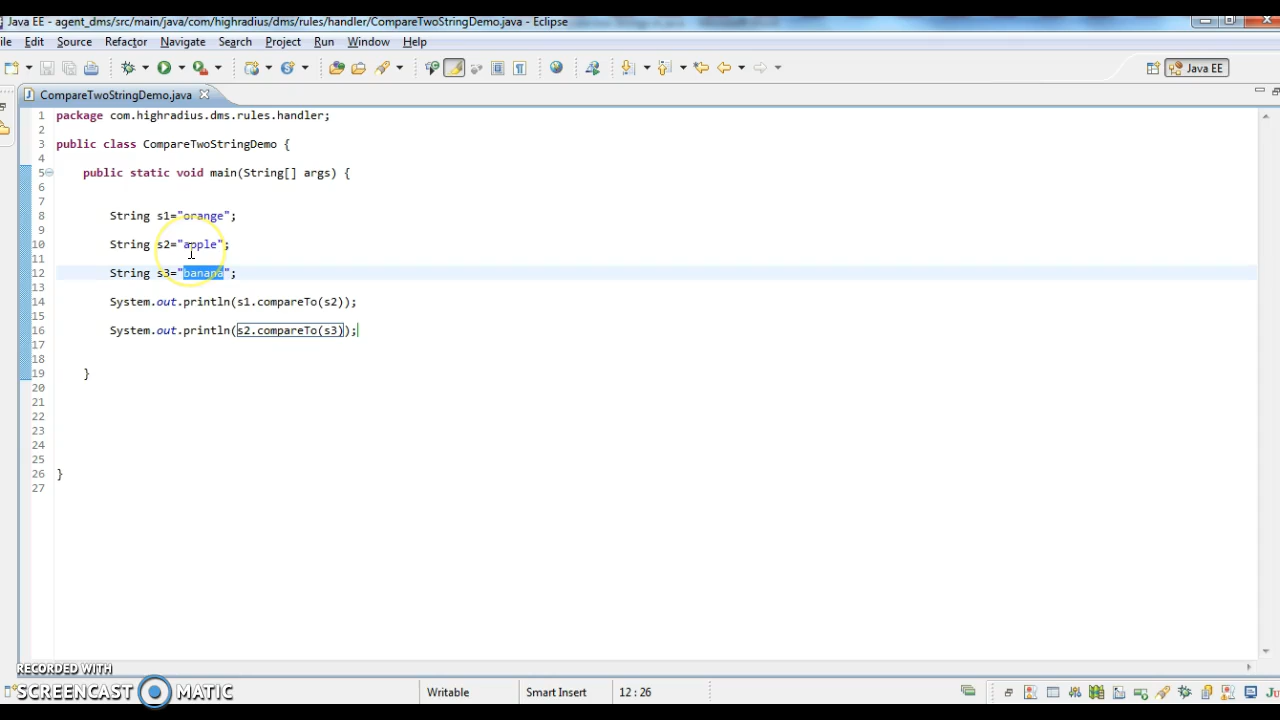 Java EE - agent_dms/src/main/java/com/highradius/dms/rules/handler/CompareTwoStringDemo.java - Eclipse
ile Edit Source Refactor Navigate Search Project Run Window Help
Java EE
CompareTwoStringDemo.java
1 package com.highradius.dms.rules.handler;
2
3 public class CompareTwoStringDemo {
4
5 public static void main(String[] args) {
6
7
8 String s1="orange";
9
10 String s2="apple";
11
12 String s3="banana";
13
14 System.out.println(s1.compareTo(s2));
15
16 System.out.println(s2.compareTo(s3));
17
18
19 }
20
21
22
23
24
25
26 }
27
RECORDED WITH
SCREENCAST MATIC
Writable Smart Insert 12 : 26
Ju